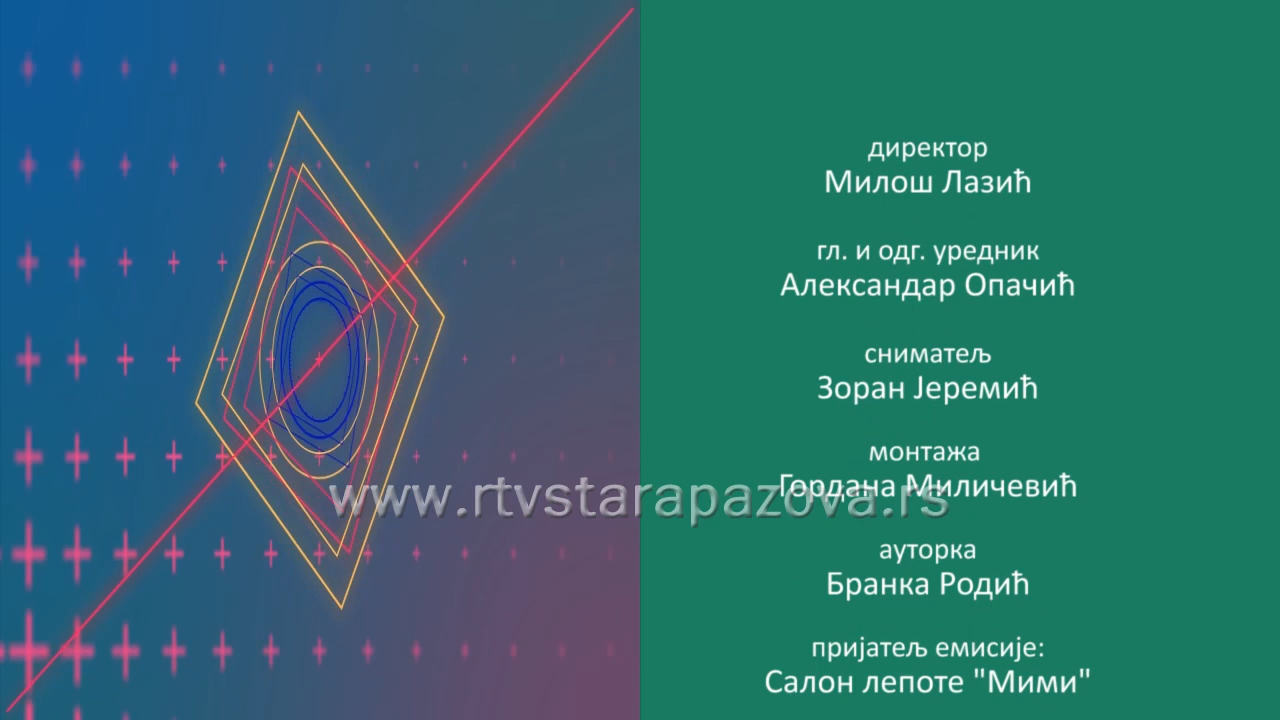 директор
Милош Лазић
гл. и одг. уредник
Александар Опачић
сниматељ
Зоран Јеремић
монтажа
Гордана Миличевић
www.rtvstarapazova.rs
ауторка
Бранка Родић
пријатељ емисије:
Салон лепоте "Мими"